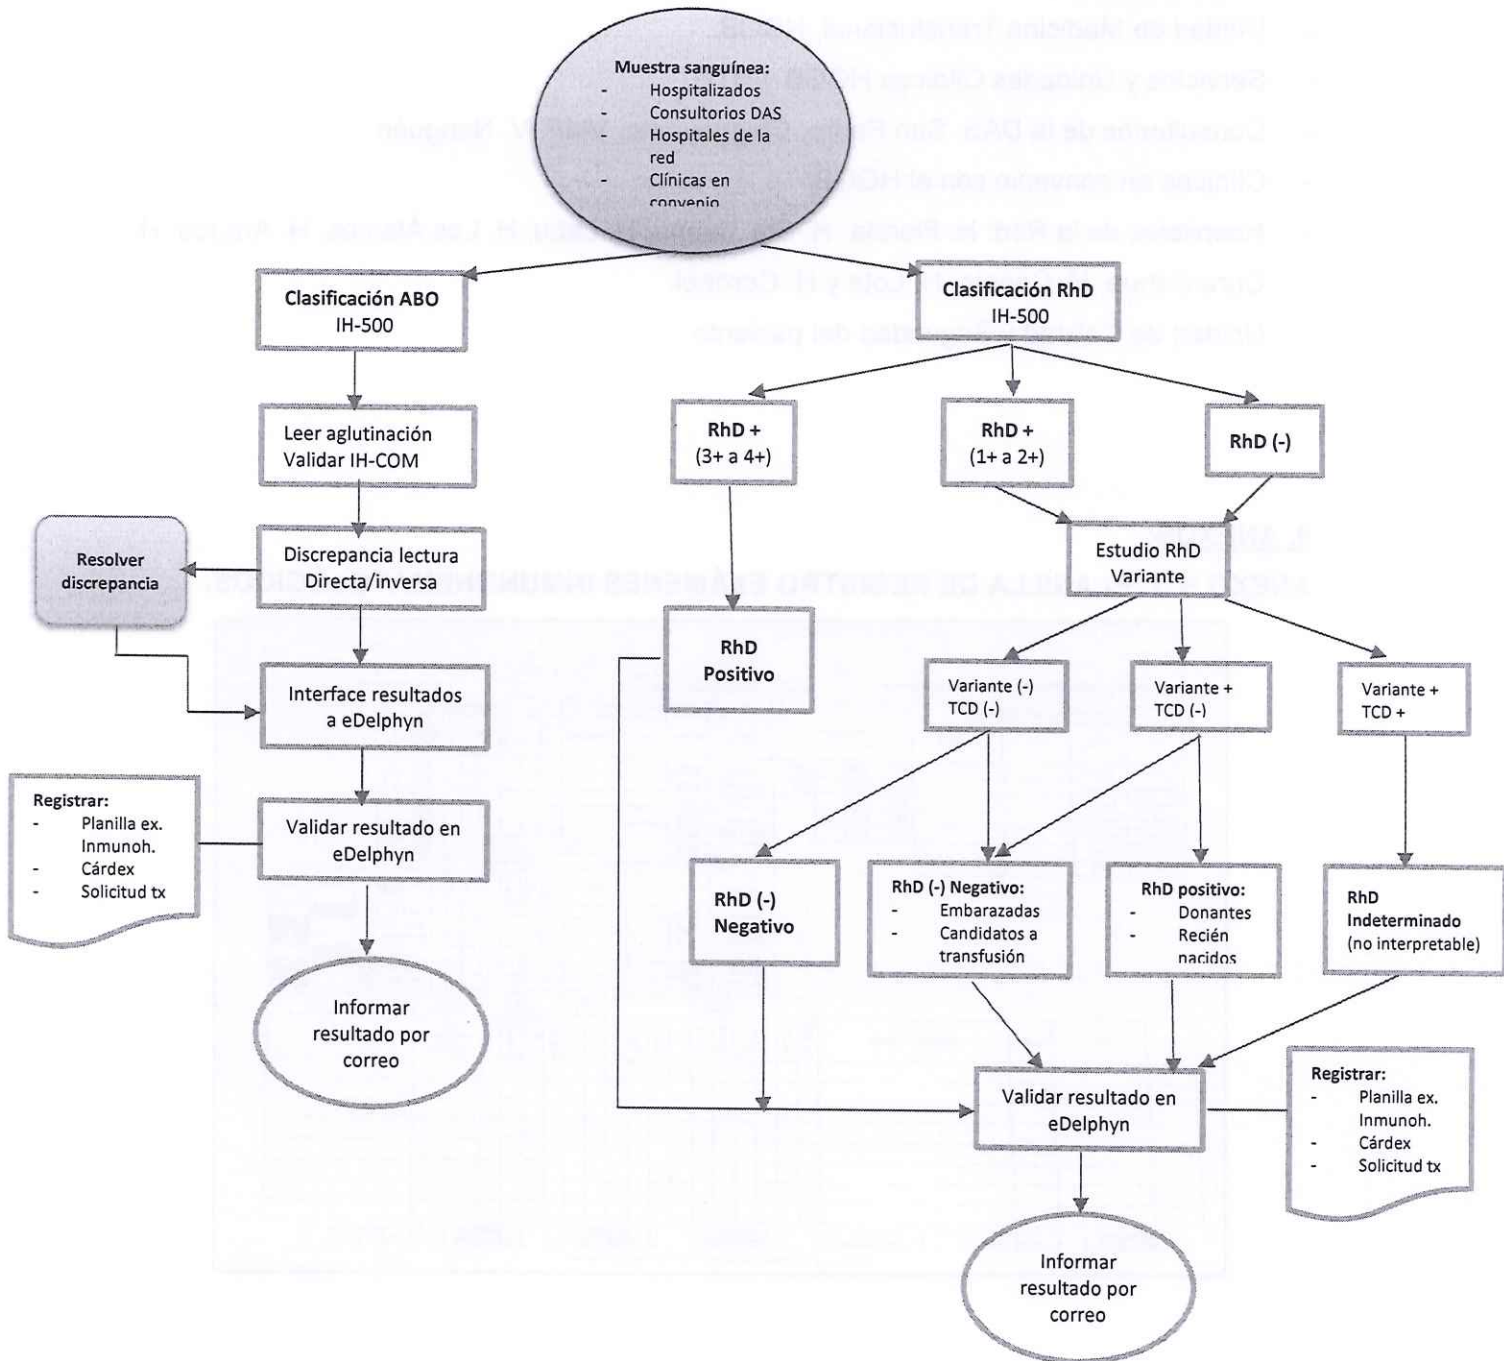 Muestra sanguínea:
- Hospitalizados
- Consultorios DAS
- Hospitales de la
red
- Clínicas en
convenio
Clasificación ABO
IH-500
Clasificación RhD
IH-500
Leer aglutinación
Validar IH-COM
RhD +
(3+ a 4+)
RhD +
(1+ a 2+)
RhD (-)
Resolver
discrepancia
Discrepancia lectura
Directa/inversa
Estudio RhD
Variante
RhD
Positivo
Interface resultados
a eDelphyn
Variante (-)
TCD (-)
Variante +
TCD (-)
Variante +
TCD +
Registrar:
- Planilla ex.
Inmunoh.
- Cárdex
- Solicitud tx
Validar resultado en
eDelphyn
RhD (-)
Negativo
RhD (-) Negativo:
- Embarazadas
- Candidatos a
transfusión
RhD positivo:
- Donantes
- Recién
nacidos
RhD
Indeterminado
(no interpretable)
Informar
resultado por
correo
Validar resultado en
eDelphyn
Registrar:
- Planilla ex.
Inmunoh.
- Cárdex
- Solicitud tx
Informar
resultado por
correo